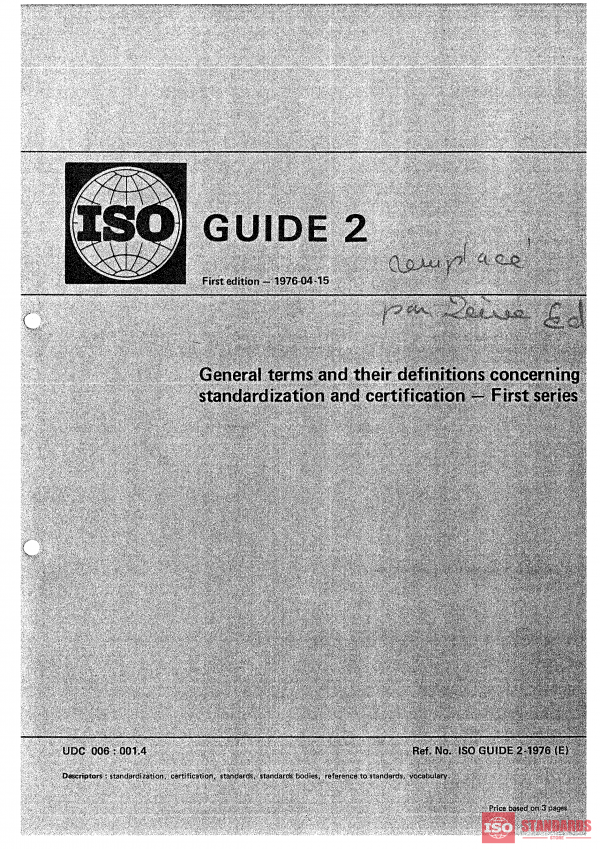 ISO
GUIDE 2
remplacé
First edition — 1976-04-15
par 2ème Ed
General terms and their definitions concerning
standardization and certification — First series
UDC 006 : 001.4
Ref. No. ISO GUIDE 2-1976 (E)
Descriptors : standardization, certification, standards, standards bodies, reference to standards, vocabulary
Price based on 3 pages
ISO STANDARDS